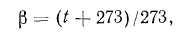 β = (t + 273)/273,